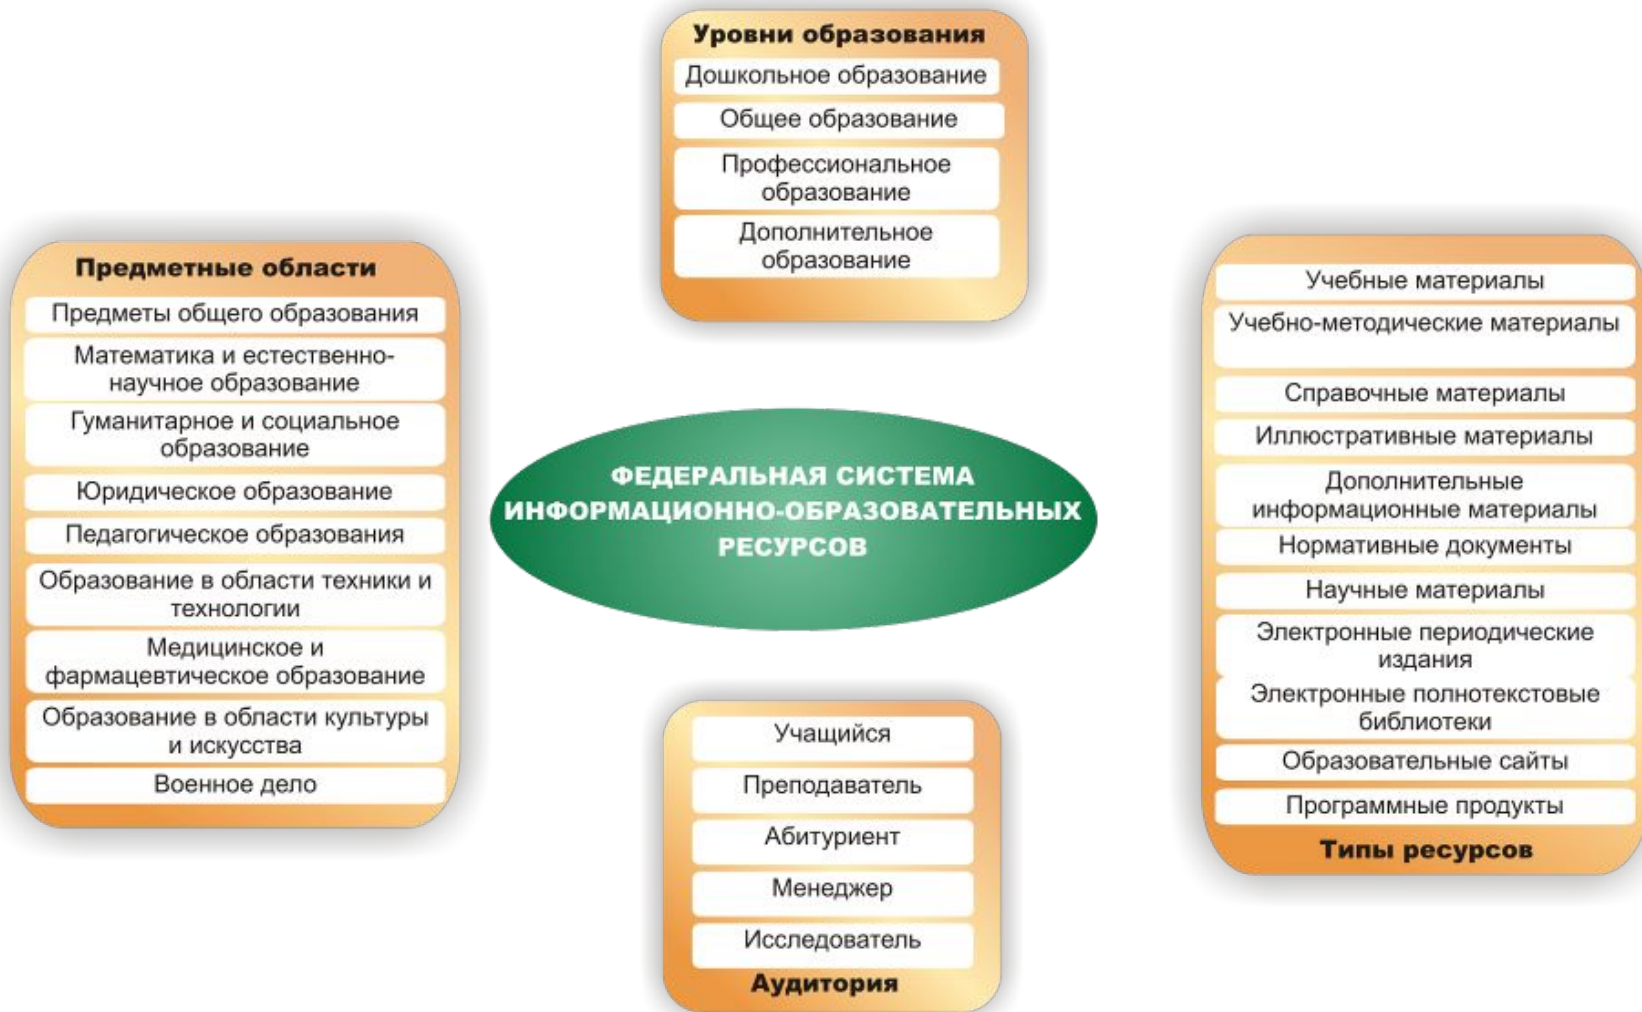 Уровни образования
Дошкольное образование
Общее образование
Профессиональное
образование
Дополнительное
образование
Предметные области
Предметы общего образования
Математика и естественно-
научное образование
Гуманитарное и социальное
образование
Юридическое образование
Педагогическое образования
Образование в области техники и
технологии
Медицинское и
фармацевтическое образование
Образование в области культуры
и искусства
Военное дело
ФЕДЕРАЛЬНАЯ СИСТЕМА
ИНФОРМАЦИОННО-ОБРАЗОВАТЕЛЬНЫХ
РЕСУРСОВ
Учебные материалы
Учебно-методические материалы
Справочные материалы
Иллюстративные материалы
Дополнительные
информационные материалы
Нормативные документы
Научные материалы
Электронные периодические
издания
Электронные полнотекстовые
библиотеки
Образовательные сайты
Программные продукты
Типы ресурсов
Учащийся
Преподаватель
Абитуриент
Менеджер
Исследователь
Аудитория